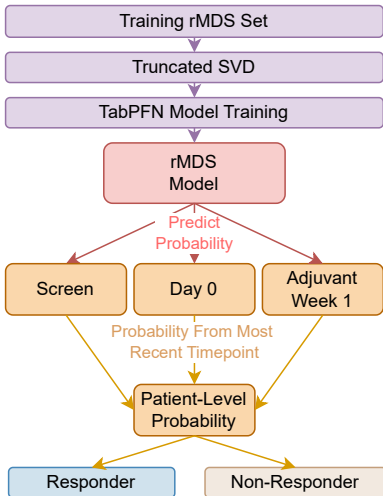 Training rMDS Set
Truncated SVD
TabPFN Model Training
rMDS
Model
Predict
Probability
Screen
Day 0
Adjuvant
Week 1
Probability From Most
Recent Timepoint
Patient-Level
Probability
Responder
Non-Responder